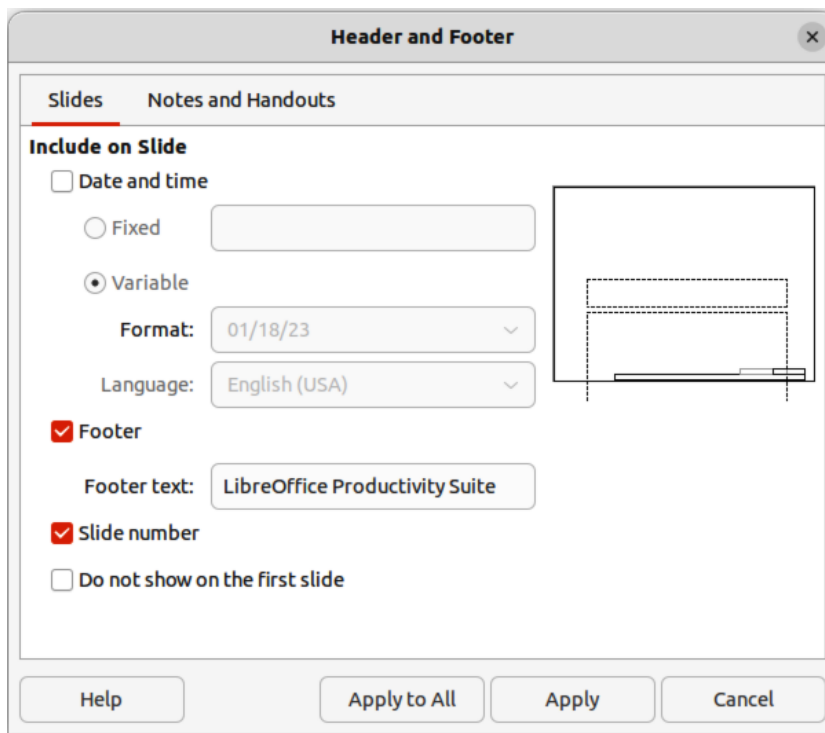 Header and Footer
Slides Notes and Handouts
Include on Slide
Date and time
Fixed
Variable
Format: 01/18/23
Language: English (USA)
Footer
Footer text: LibreOffice Productivity Suite
Slide number
Do not show on the first slide
Help Apply to All Apply Cancel